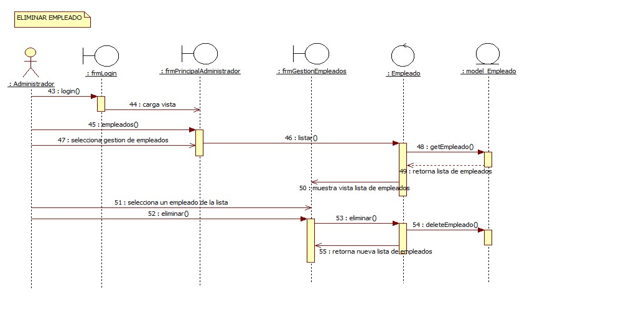 ELIMINAR EMPLEADO
: Administrador
: frmLogin
: frmPrincipalAdministrador
: frmGestionEmpleados
: Empleado
: model_Empleado
43 : login()
44 : carga vista
45 : empleados()
46 : listar()
47 : selecciona gestion de empleados
48 : getEmpleado()
49 : retorna lista de empleados
50 : muestra vista lista de empleados
51 : selecciona un empleado de la lista
52 : eliminar()
53 : eliminar()
54 : deleteEmpleado()
55 : retorna nueva lista de empleados